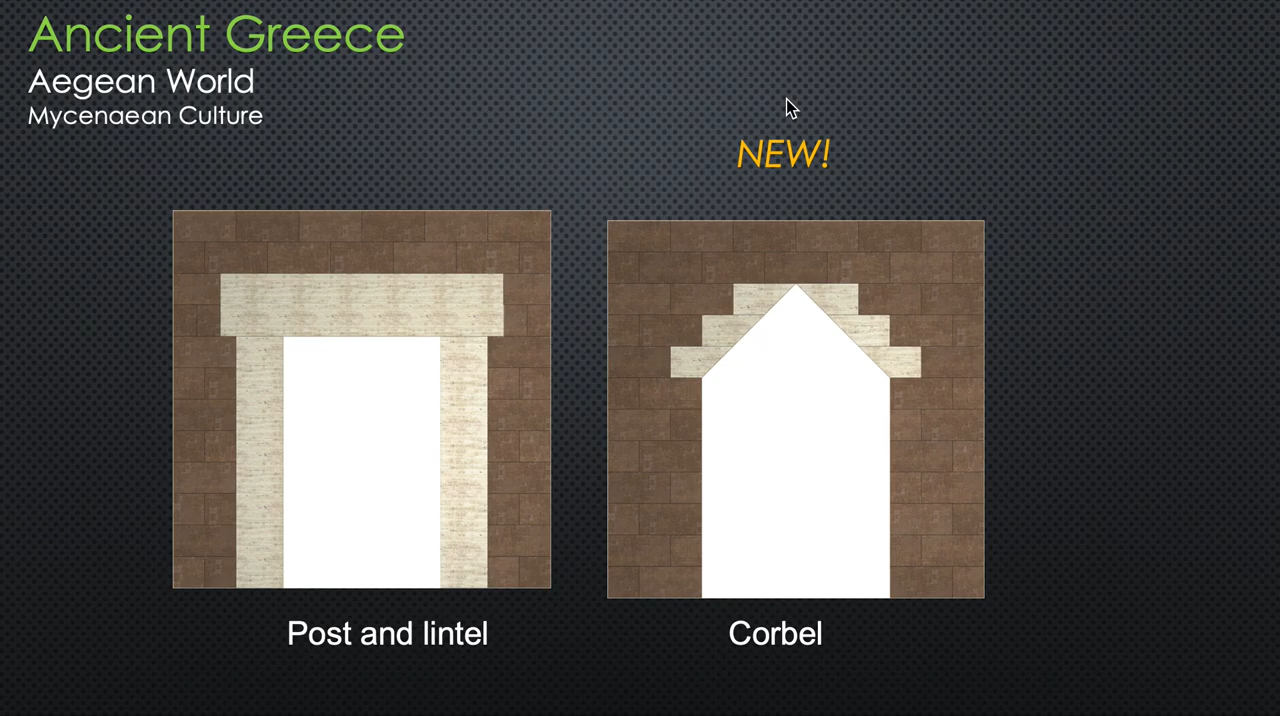 Ancient Greece
Aegean World
Mycenaean Culture
NEW!
Post and lintel
Corbel